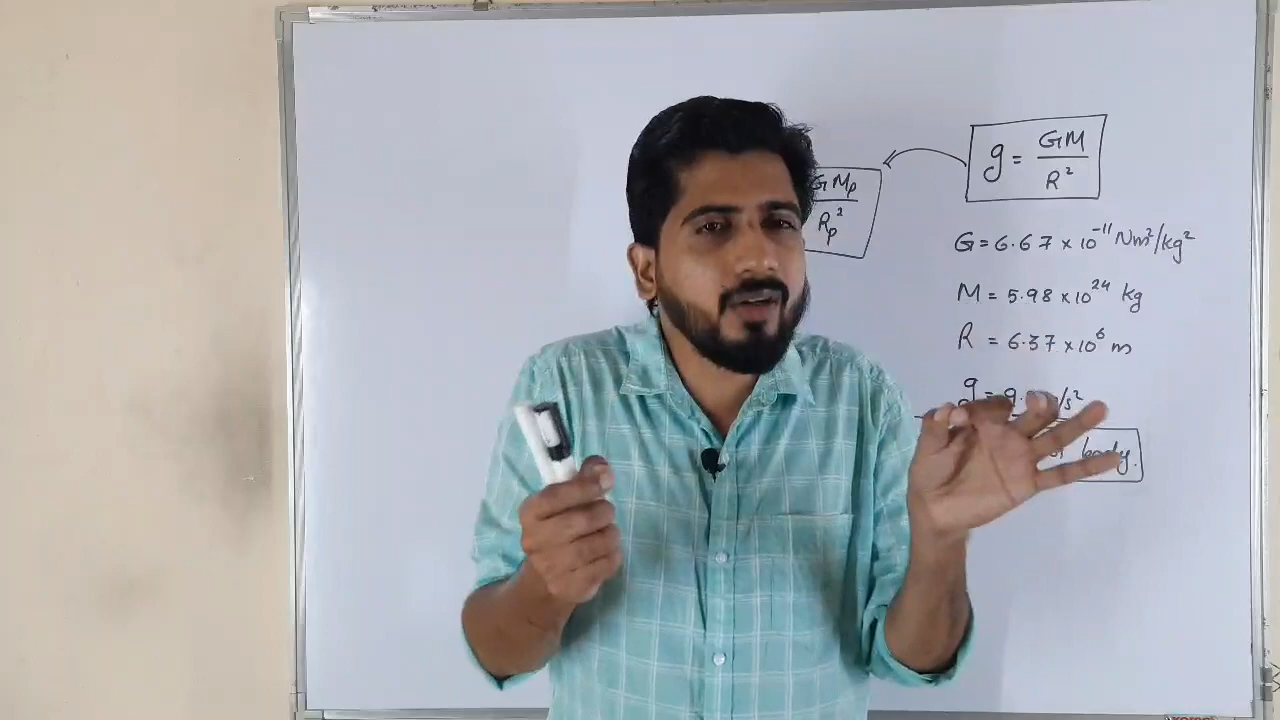 g = GM / R²
GMp / Rp²
G = 6.67 × 10⁻¹¹ Nm²/kg²
M = 5.98 × 10²⁴ kg
R = 6.37 × 10⁶ m
g = 9. /s²
body.